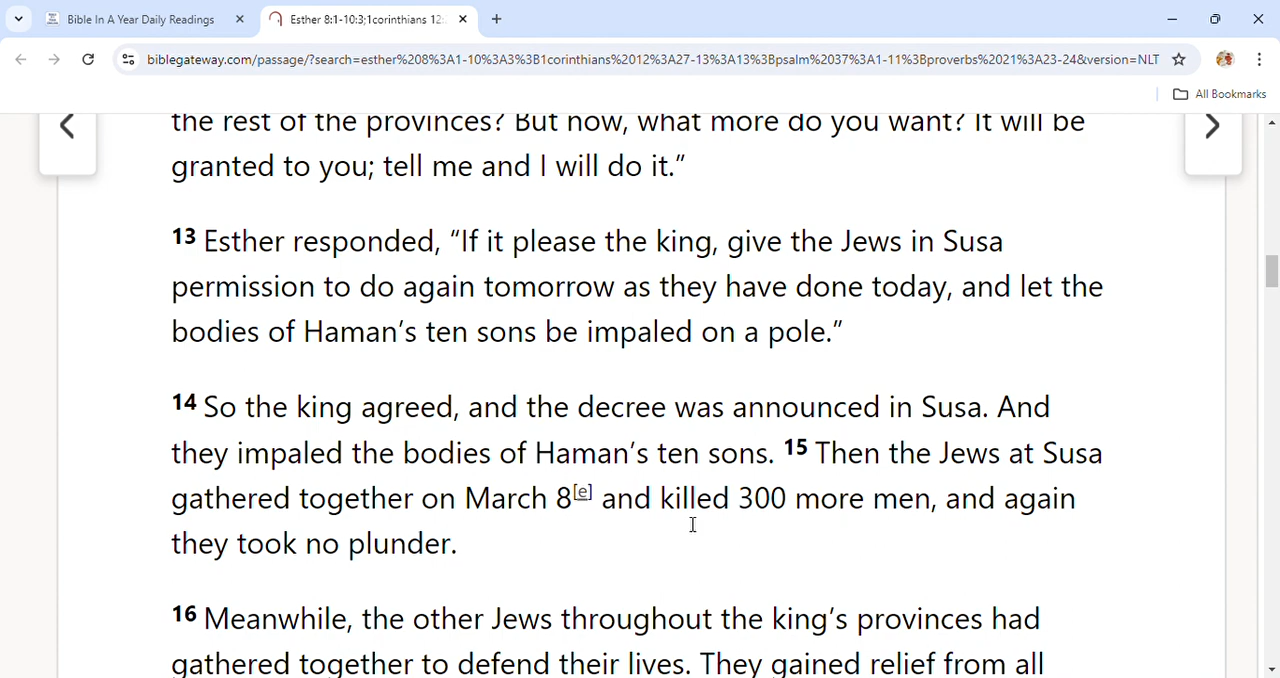 Bible In A Year Daily Readings
Esther 8:1-10:3;1corinthians 12:
biblegateway.com/passage/?search=esther%208%3A1-10%3A3%3B1corinthians%2012%3A27-13%3A13%3Bpsalm%2037%3A1-11%3Bproverbs%2021%3A23-24&version=NLT
All Bookmarks
the rest of the provinces? But now, what more do you want? It will be
granted to you; tell me and I will do it.”
13 Esther responded, “If it please the king, give the Jews in Susa
permission to do again tomorrow as they have done today, and let the
bodies of Haman’s ten sons be impaled on a pole.”
14 So the king agreed, and the decree was announced in Susa. And
they impaled the bodies of Haman’s ten sons. 15 Then the Jews at Susa
gathered together on March 8[e] and killed 300 more men, and again
they took no plunder.
16 Meanwhile, the other Jews throughout the king’s provinces had
gathered together to defend their lives. They gained relief from all